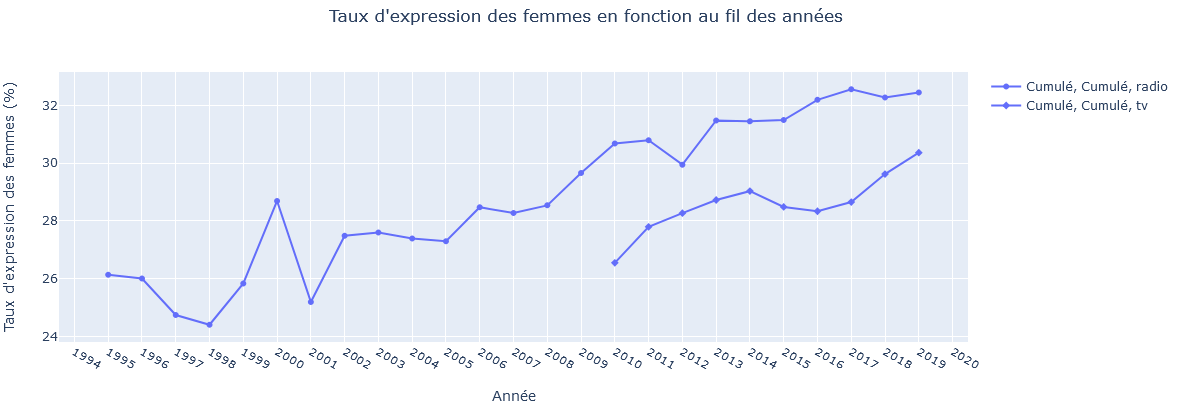 Taux d'expression des femmes en fonction au fil des années
Taux d'expression des femmes (%)
32
30
28
26
24
1994 1995 1996 1997 1998 1999 2000 2001 2002 2003 2004 2005 2006 2007 2008 2009 2010 2011 2012 2013 2014 2015 2016 2017 2018 2019 2020
Année
Cumulé, Cumulé, radio
Cumulé, Cumulé, tv